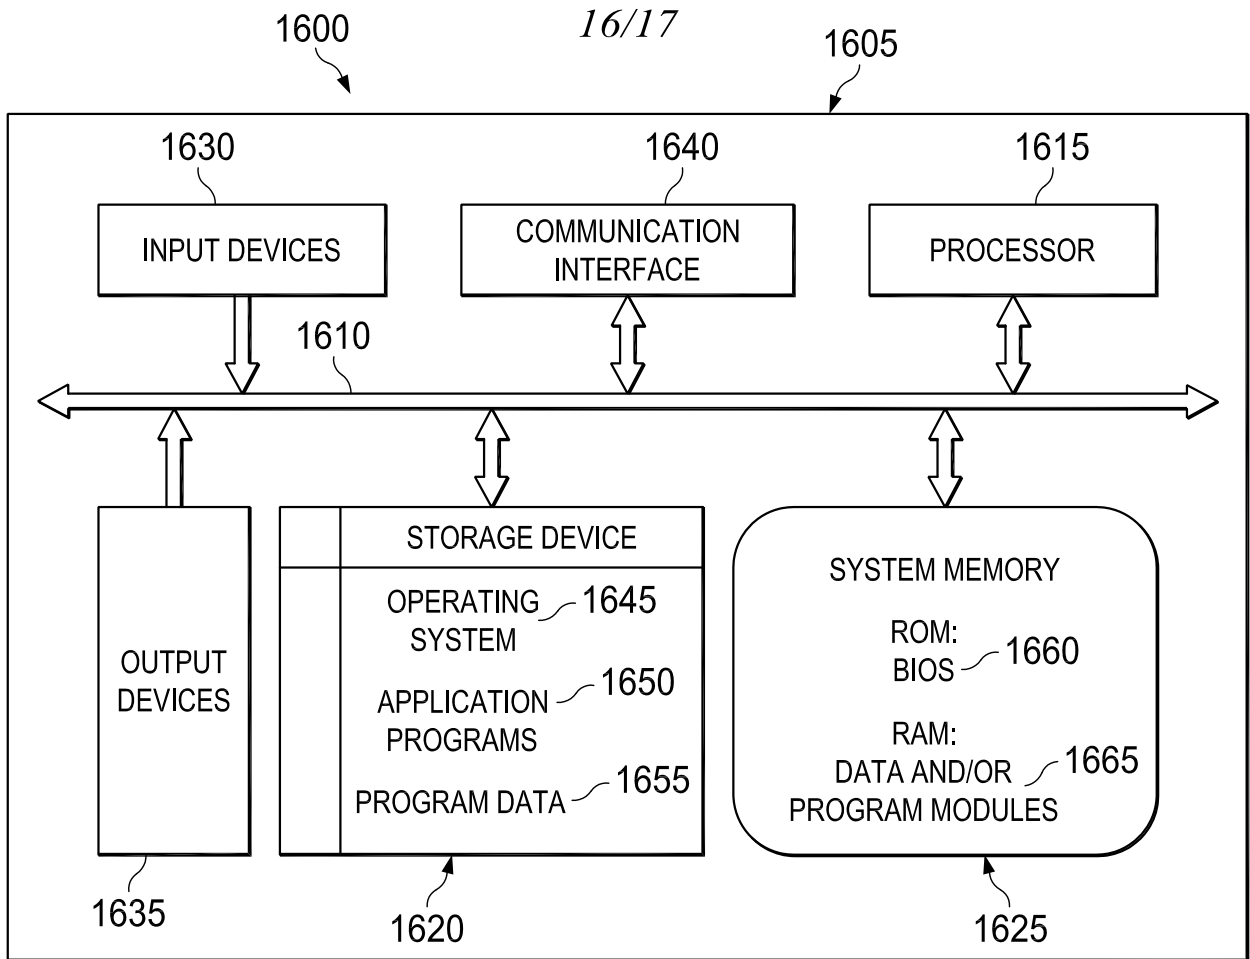 16/17
1600
1605
1630
1640
1615
INPUT DEVICES
COMMUNICATION
INTERFACE
PROCESSOR
1610
OUTPUT
DEVICES
1635
STORAGE DEVICE
OPERATING
SYSTEM
1645
APPLICATION
PROGRAMS
1650
PROGRAM DATA
1655
1620
SYSTEM MEMORY
ROM:
BIOS
1660
RAM:
DATA AND/OR
PROGRAM MODULES
1665
1625